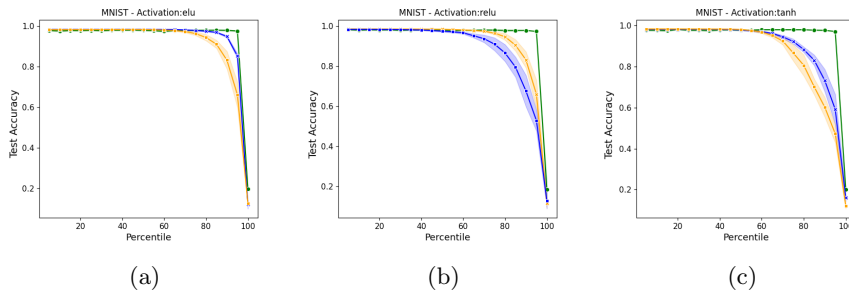 MNIST - Activation:elu
1.0
0.8
0.6
0.4
0.2
Test Accuracy
20 40 60 80 100
Percentile
(a)
MNIST - Activation:relu
1.0
0.8
0.6
0.4
0.2
Test Accuracy
20 40 60 80 100
Percentile
(b)
MNIST - Activation:tanh
1.0
0.8
0.6
0.4
0.2
Test Accuracy
20 40 60 80 100
Percentile
(c)